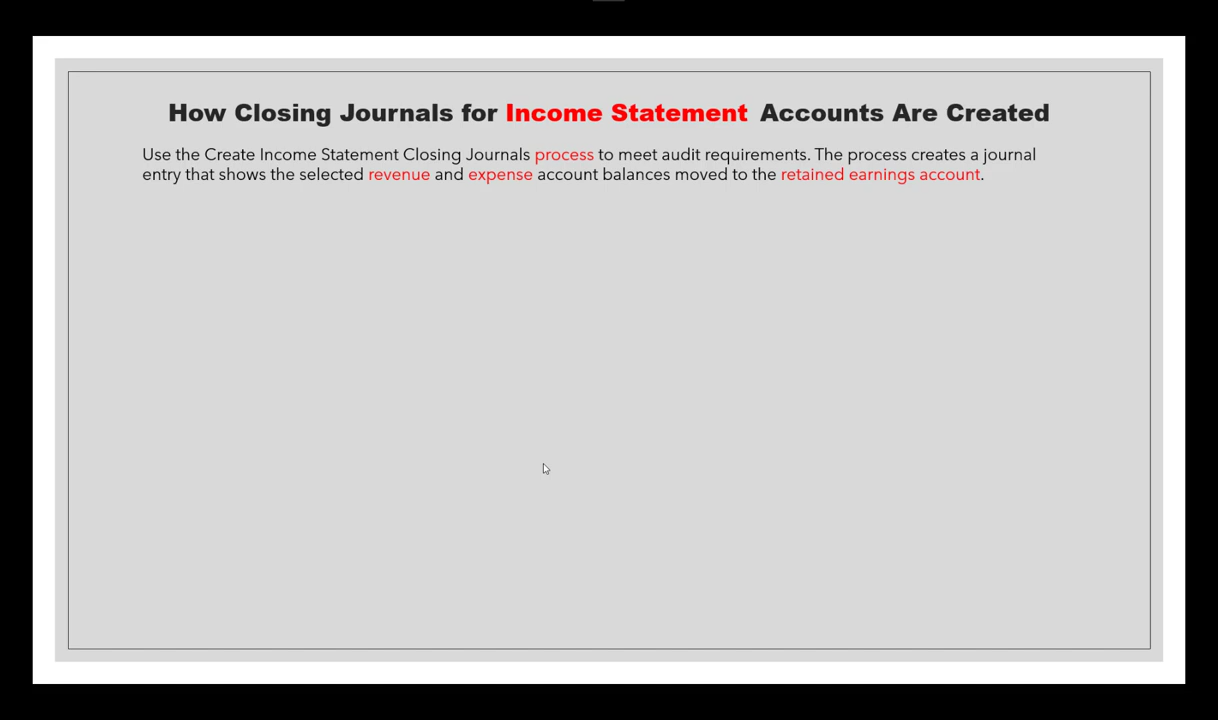 How Closing Journals for Income Statement Accounts Are Created
Use the Create Income Statement Closing Journals process to meet audit requirements. The process creates a journal
entry that shows the selected revenue and expense account balances moved to the retained earnings account.